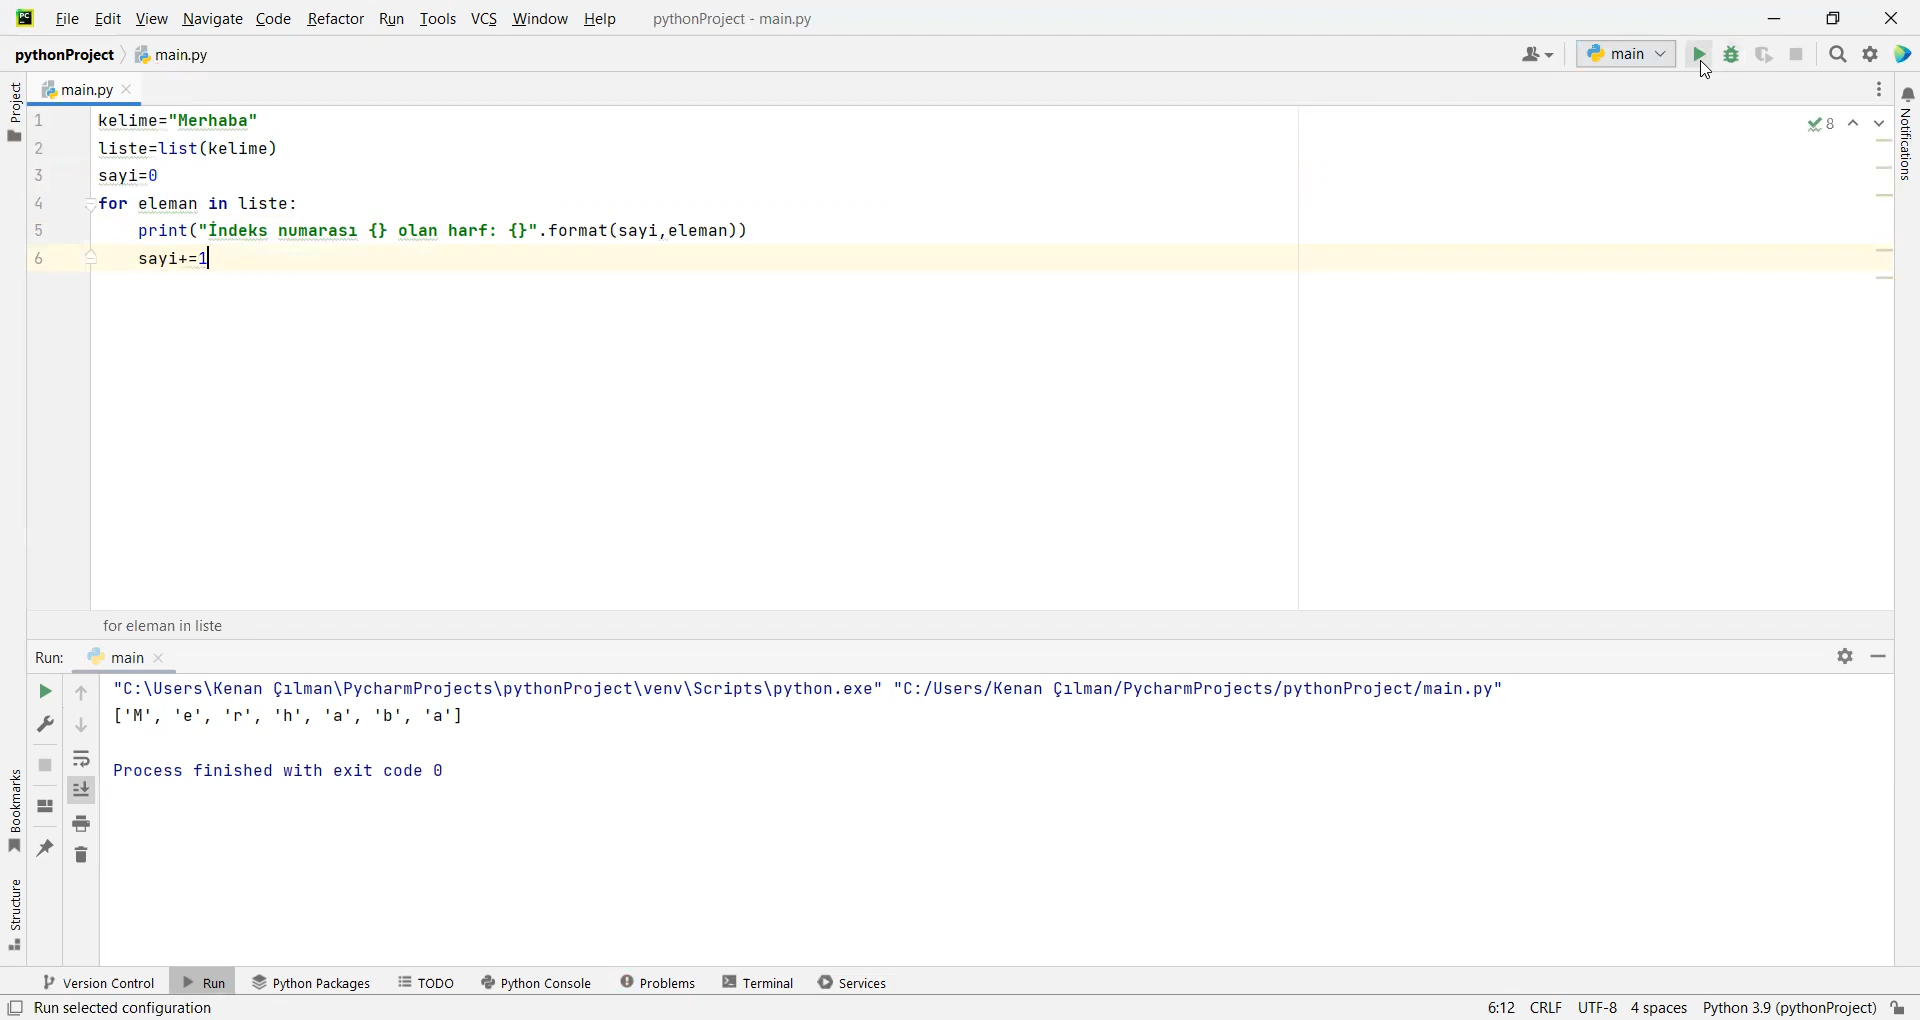 File Edit View Navigate Code Refactor Run Tools VCS Window Help pythonProject - main.py
pythonProject main.py main
Project
main.py
Notifications
8
1 kelime="Merhaba"
2 liste=list(kelime)
3 sayi=0
4 for eleman in liste:
5 print("İndeks numarası {} olan harf: {}".format(sayi,eleman))
6 sayi+=1
for eleman in liste
Run: main
"C:\Users\Kenan Çılman\PycharmProjects\pythonProject\venv\Scripts\python.exe" "C:/Users/Kenan Çılman/PycharmProjects/pythonProject/main.py"
['M', 'e', 'r', 'h', 'a', 'b', 'a']
Process finished with exit code 0
Bookmarks
Structure
Version Control Run Python Packages TODO Python Console Problems Terminal Services
Run selected configuration 6:12 CRLF UTF-8 4 spaces Python 3.9 (pythonProject)